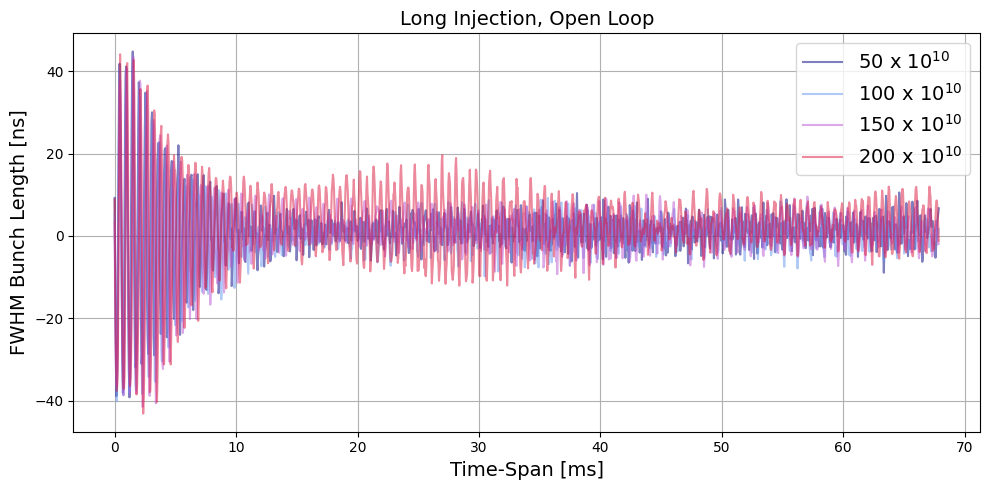 Long Injection, Open Loop
FWHM Bunch Length [ns]
40
20
0
−20
−40
50 x 10^10
100 x 10^10
150 x 10^10
200 x 10^10
0 10 20 30 40 50 60 70
Time-Span [ms]